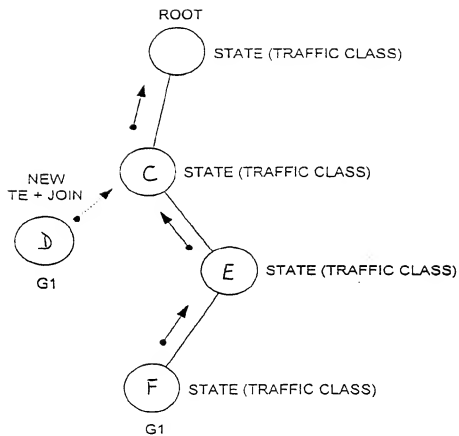 ROOT
STATE (TRAFFIC CLASS)
C
STATE (TRAFFIC CLASS)
NEW
TE + JOIN
D
G1
E
STATE (TRAFFIC CLASS)
F
STATE (TRAFFIC CLASS)
G1